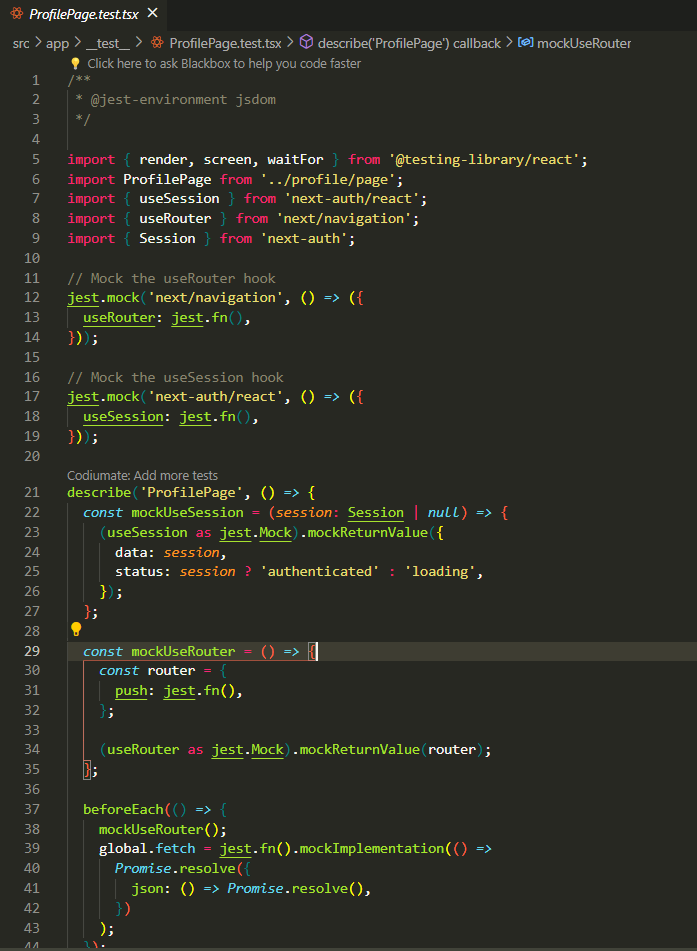 ProfilePage.test.tsx ×
src > app > __test__ > ProfilePage.test.tsx > describe('ProfilePage') callback > mockUseRouter
Click here to ask Blackbox to help you code faster
1 /**
2  * @jest-environment jsdom
3  */
4
5 import { render, screen, waitFor } from '@testing-library/react';
6 import ProfilePage from '../profile/page';
7 import { useSession } from 'next-auth/react';
8 import { useRouter } from 'next/navigation';
9 import { Session } from 'next-auth';
10
11 // Mock the useRouter hook
12 jest.mock('next/navigation', () => ({
13   useRouter: jest.fn(),
14 }));
15
16 // Mock the useSession hook
17 jest.mock('next-auth/react', () => ({
18   useSession: jest.fn(),
19 }));
20
Codiumate: Add more tests
21 describe('ProfilePage', () => {
22   const mockUseSession = (session: Session | null) => {
23     (useSession as jest.Mock).mockReturnValue({
24       data: session,
25       status: session ? 'authenticated' : 'loading',
26     });
27   };
28
29   const mockUseRouter = () => {
30     const router = {
31       push: jest.fn(),
32     };
33
34     (useRouter as jest.Mock).mockReturnValue(router);
35   };
36
37   beforeEach(() => {
38     mockUseRouter();
39     global.fetch = jest.fn().mockImplementation(() =>
40       Promise.resolve({
41         json: () => Promise.resolve(),
42       })
43     );
44   });